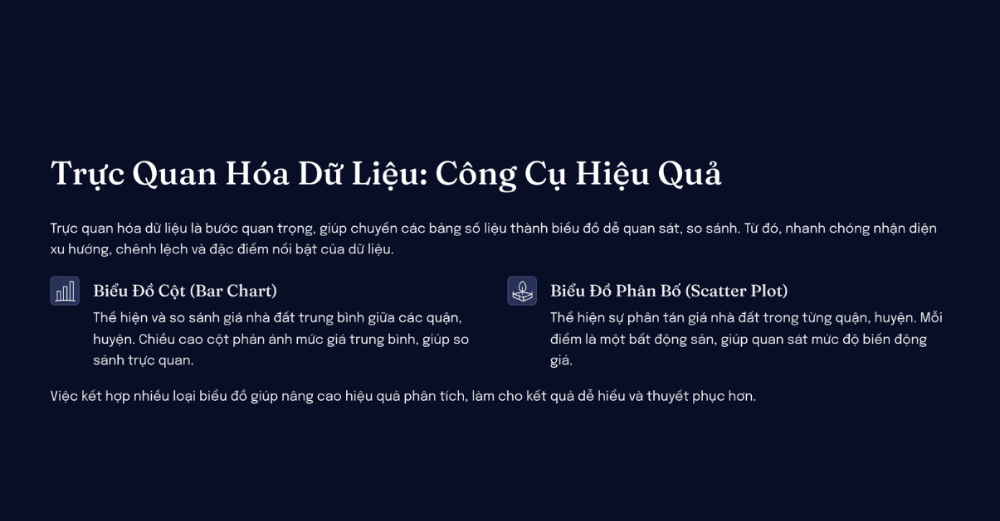 Trực Quan Hóa Dữ Liệu: Công Cụ Hiệu Quả
Trực quan hóa dữ liệu là bước quan trọng, giúp chuyển các bảng số liệu thành biểu đồ dễ quan sát, so sánh. Từ đó, nhanh chóng nhận diện
xu hướng, chênh lệch và đặc điểm nổi bật của dữ liệu.
Biểu Đồ Cột (Bar Chart)
Thể hiện và so sánh giá nhà đất trung bình giữa các quận,
huyện. Chiều cao cột phản ánh mức giá trung bình, giúp so
sánh trực quan.
Biểu Đồ Phân Bố (Scatter Plot)
Thể hiện sự phân tán giá nhà đất trong từng quận, huyện. Mỗi
điểm là một bất động sản, giúp quan sát mức độ biến động
giá.
Việc kết hợp nhiều loại biểu đồ giúp nâng cao hiệu quả phân tích, làm cho kết quả dễ hiểu và thuyết phục hơn.